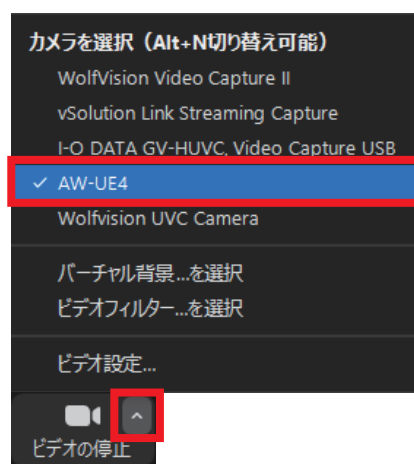 カメラを選択（Alt+N切り替え可能）
WolfVision Video Capture II
vSolution Link Streaming Capture
I-O DATA GV-HUVC, Video Capture USB
AW-UE4
Wolfvision UVC Camera
バーチャル背景...を選択
ビデオフィルター...を選択
ビデオ設定...
ビデオの停止